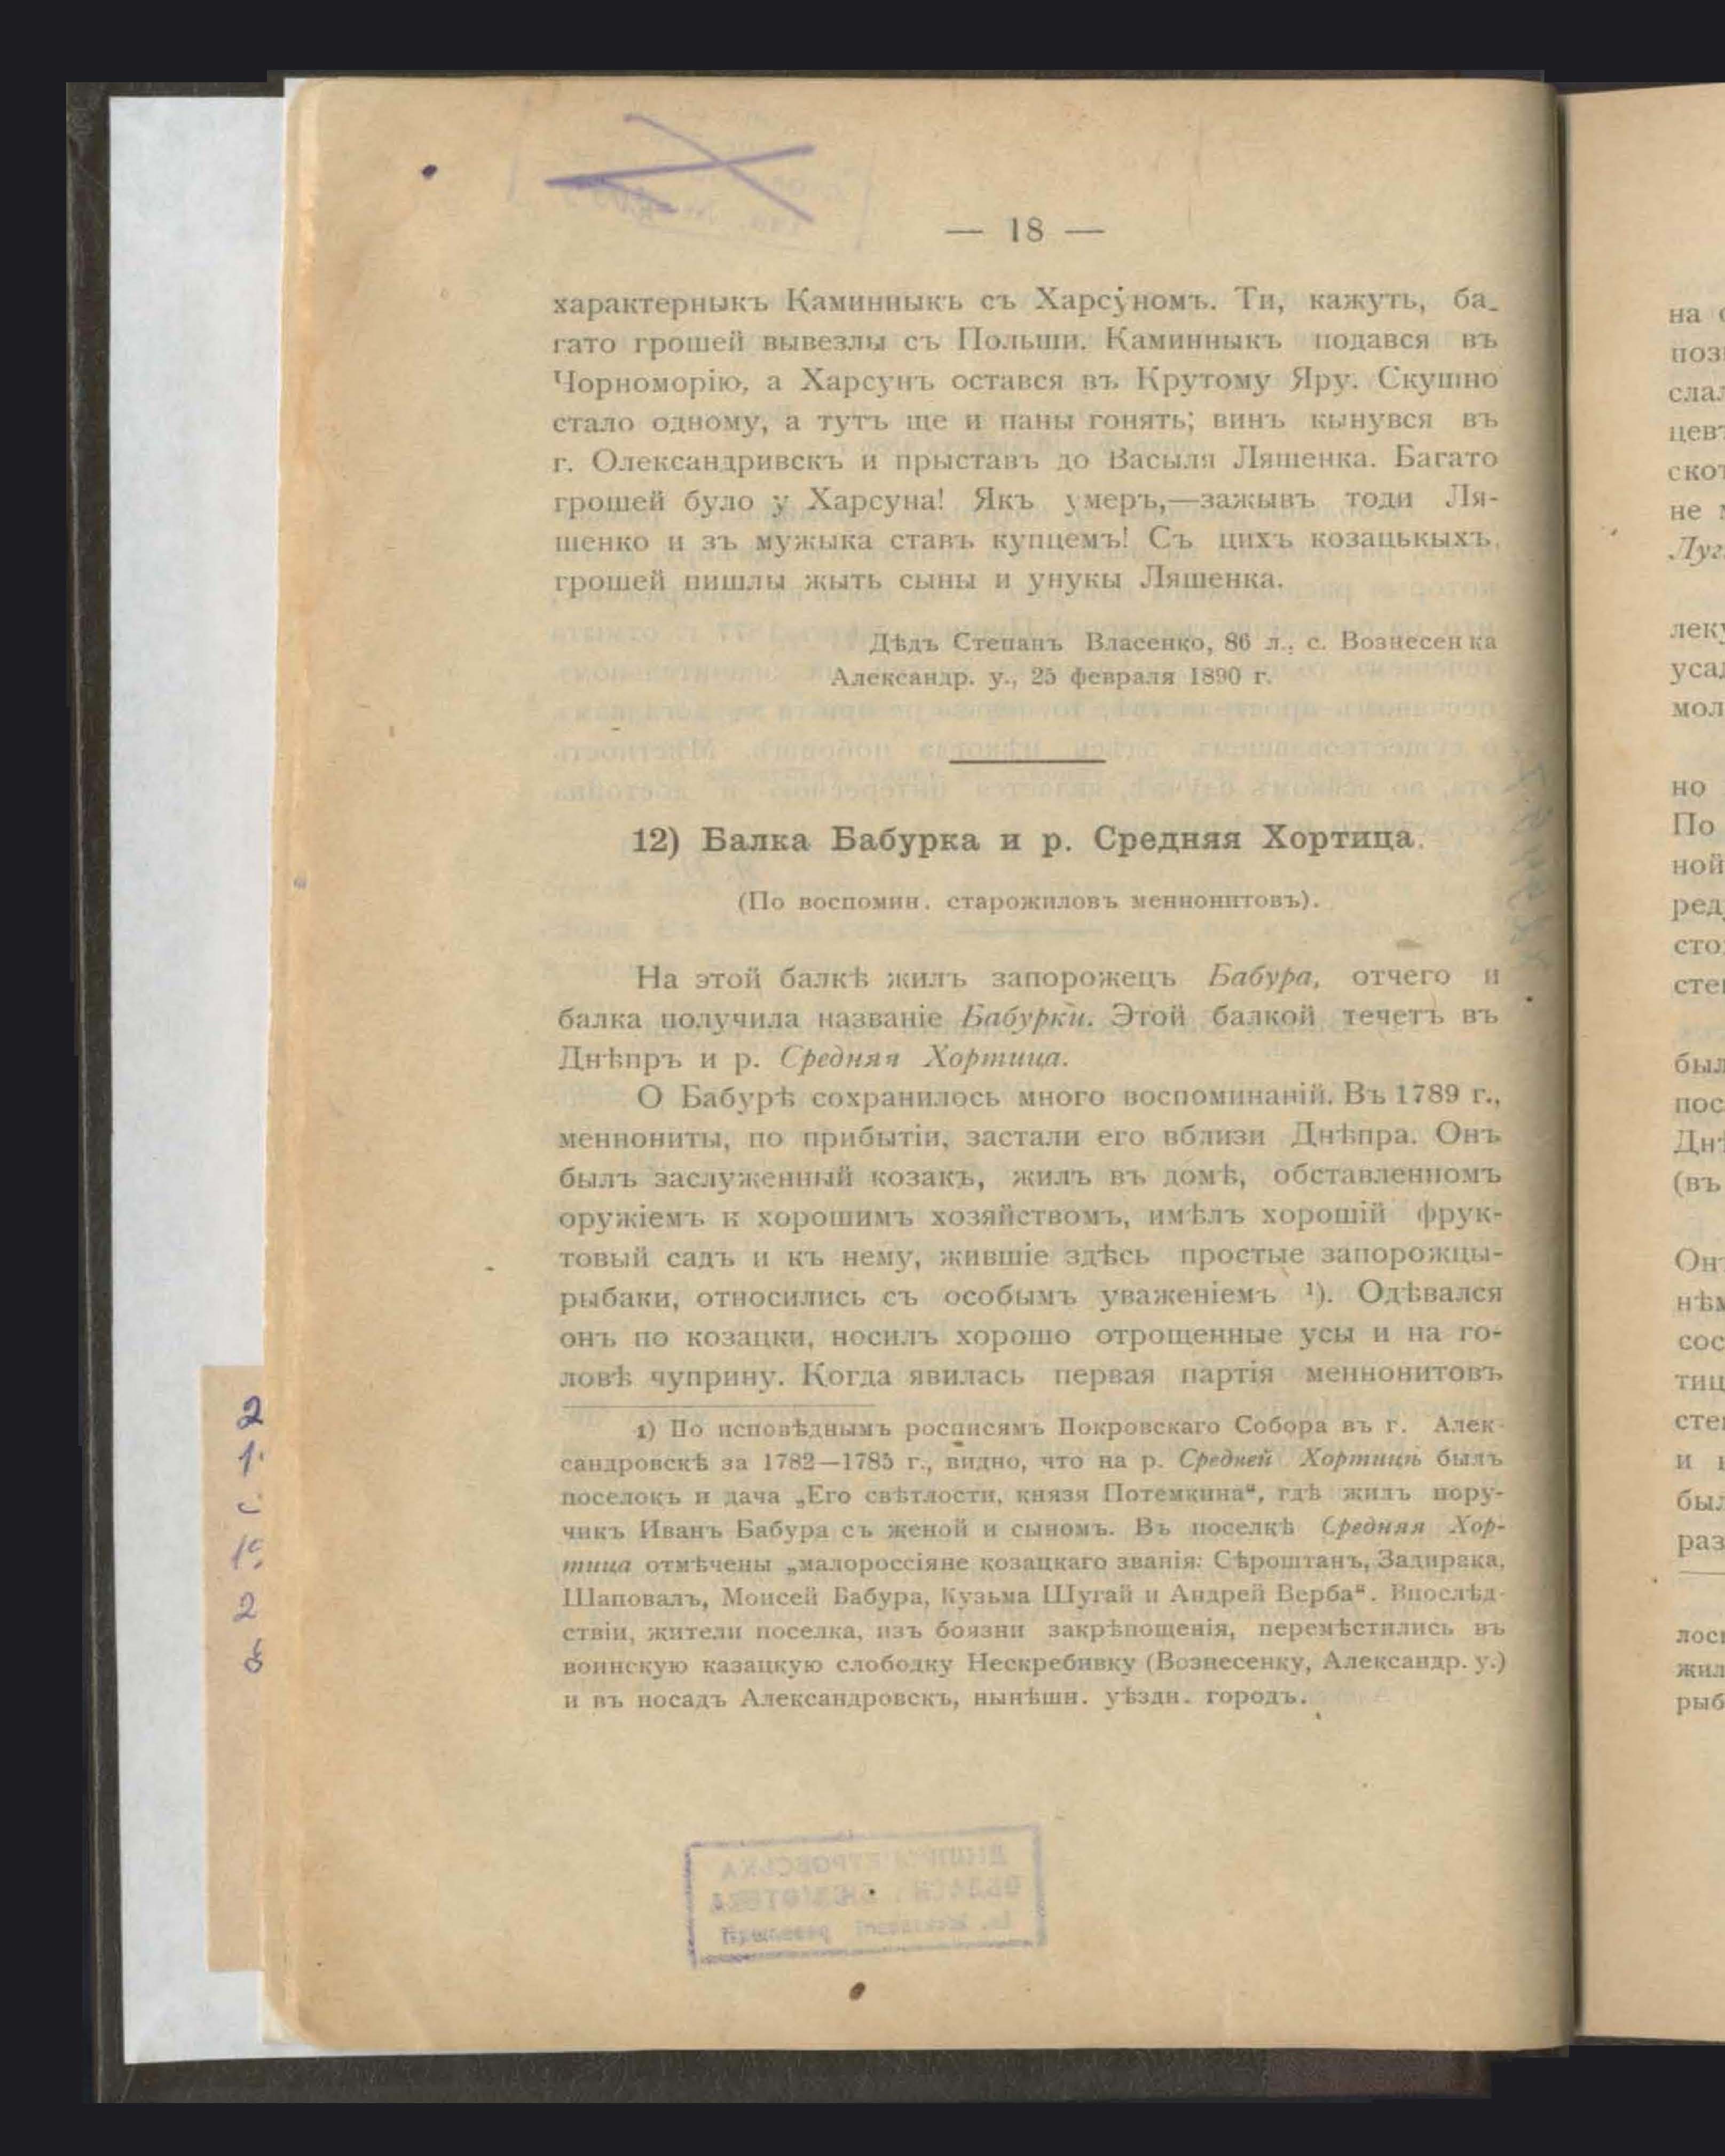 — 18 —
характерныкъ Каминныкъ съ Харсуномъ. Ти, кажуть, ба-
гато грошей вывезлы съ Польши. Каминныкъ подався въ
Чорноморію, а Харсунъ остався въ Крутому Яру. Скушно
стало одному, а тутъ ще и паны гонять; винъ кынувся въ
г. Олександривскъ и прыставъ до Васыля Ляшенка. Багато
грошей було у Харсуна! Якъ умеръ,—зажывъ тоди Ля-
шенко и зъ мужыка ставъ купцемъ! Съ цихъ козацькыхъ
грошей пишлы жыть сыны и унукы Ляшенка.
Дѣдъ Степанъ Власенко, 86 л., с. Вознесенка
Александр. у., 25 февраля 1890 г.
12) Балка Бабурка и р. Средняя Хортица.
(По воспомин. старожиловъ меннонитовъ).
На этой балкѣ жилъ запорожецъ Бабура, отчего и
балка получила названіе Бабурки. Этой балкой течетъ въ
Днѣпръ и р. Средняя Хортица.
О Бабурѣ сохранилось много воспоминаній. Въ 1789 г.,
меннониты, по прибытіи, застали его вблизи Днѣпра. Онъ
былъ заслуженный козакъ, жилъ въ домѣ, обставленномъ
оружіемъ и хорошимъ хозяйствомъ, имѣлъ хорошій фрук-
товый садъ и къ нему, жившіе здѣсь простые запорожцы-
рыбаки, относились съ особымъ уваженіемъ ¹). Одѣвался
онъ по козацки, носилъ хорошо отрощенные усы и на го-
ловѣ чуприну. Когда явилась первая партія меннонитовъ
1) По исповѣднымъ росписямъ Покровскаго Собора въ г. Алек-
сандровскѣ за 1782—1785 г., видно, что на р. Средней Хортицѣ былъ
поселокъ и дача „Его свѣтлости, князя Потемкина“, гдѣ жилъ пору-
чикъ Иванъ Бабура съ женой и сыномъ. Въ поселкѣ Средняя Хор-
тица отмѣчены „малороссіяне козацкаго званія: Сѣроштанъ, Задирака,
Шаповалъ, Моисей Бабура, Кузьма Шугай и Андрей Верба“. Впослѣд-
ствіи, жители поселка, изъ боязни закрѣпощенія, перемѣстились въ
воинскую казацкую слободку Нескребивку (Вознесенку, Александр. у.)
и въ посадъ Александровскъ, нынѣшн. уѣздн. городъ.